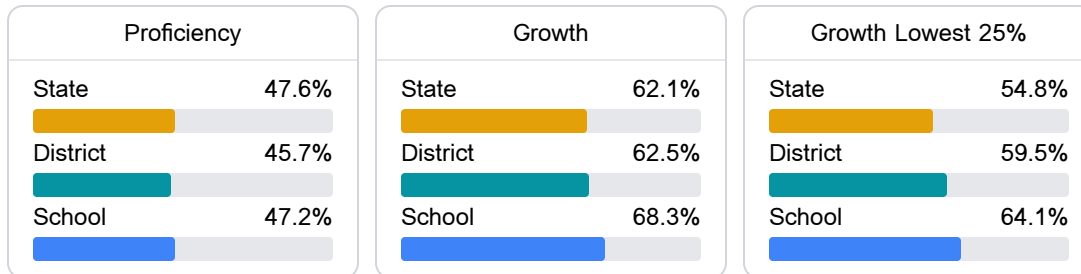 Proficiency
State 47.6%
District 45.7%
School 47.2%
Growth
State 62.1%
District 62.5%
School 68.3%
Growth Lowest 25%
State 54.8%
District 59.5%
School 64.1%